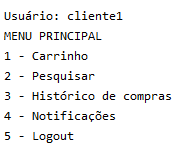 Usuário: cliente1
MENU PRINCIPAL
1 - Carrinho
2 - Pesquisar
3 - Histórico de compras
4 - Notificações
5 - Logout